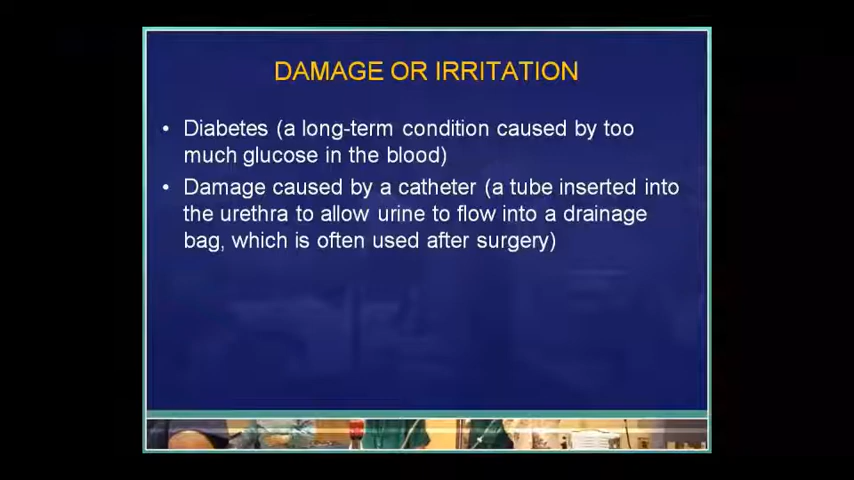 DAMAGE OR IRRITATION
• Diabetes (a long-term condition caused by too
much glucose in the blood)
• Damage caused by a catheter (a tube inserted into
the urethra to allow urine to flow into a drainage
bag, which is often used after surgery)